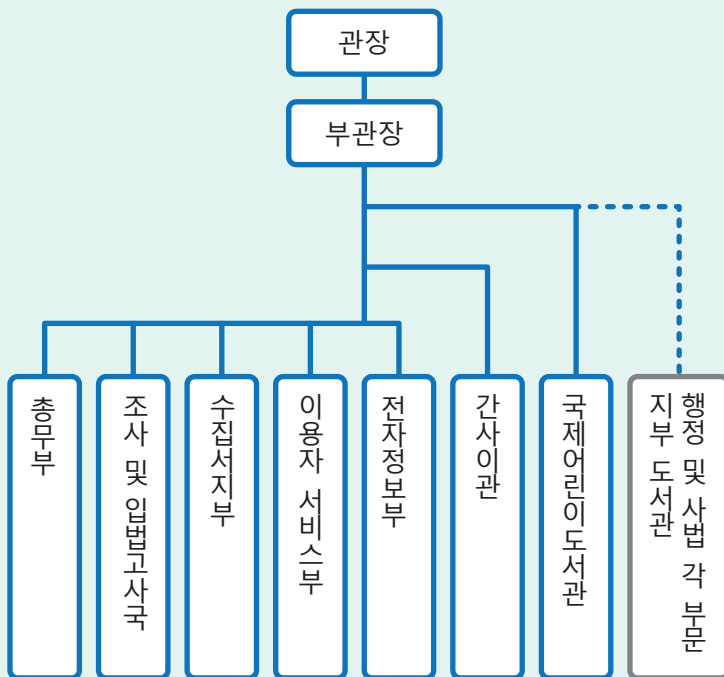 관장
부관장
총무부
조사 및 입법고사국
수집서지부
이용자 서비스부
전자정보부
간사이관
국제어린이도서관
행정 및 사법 각 부문
지부 도서관